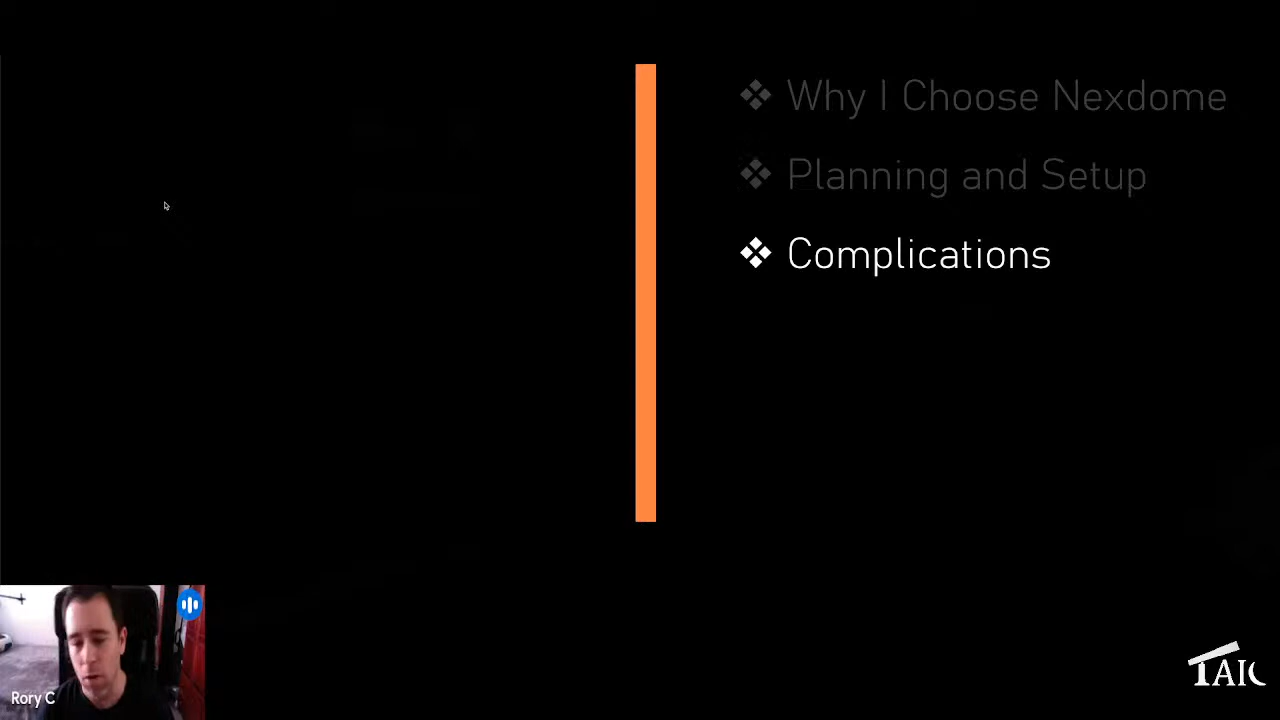 Why I Choose Nexdome
Planning and Setup
Complications
Rory C
TAIC